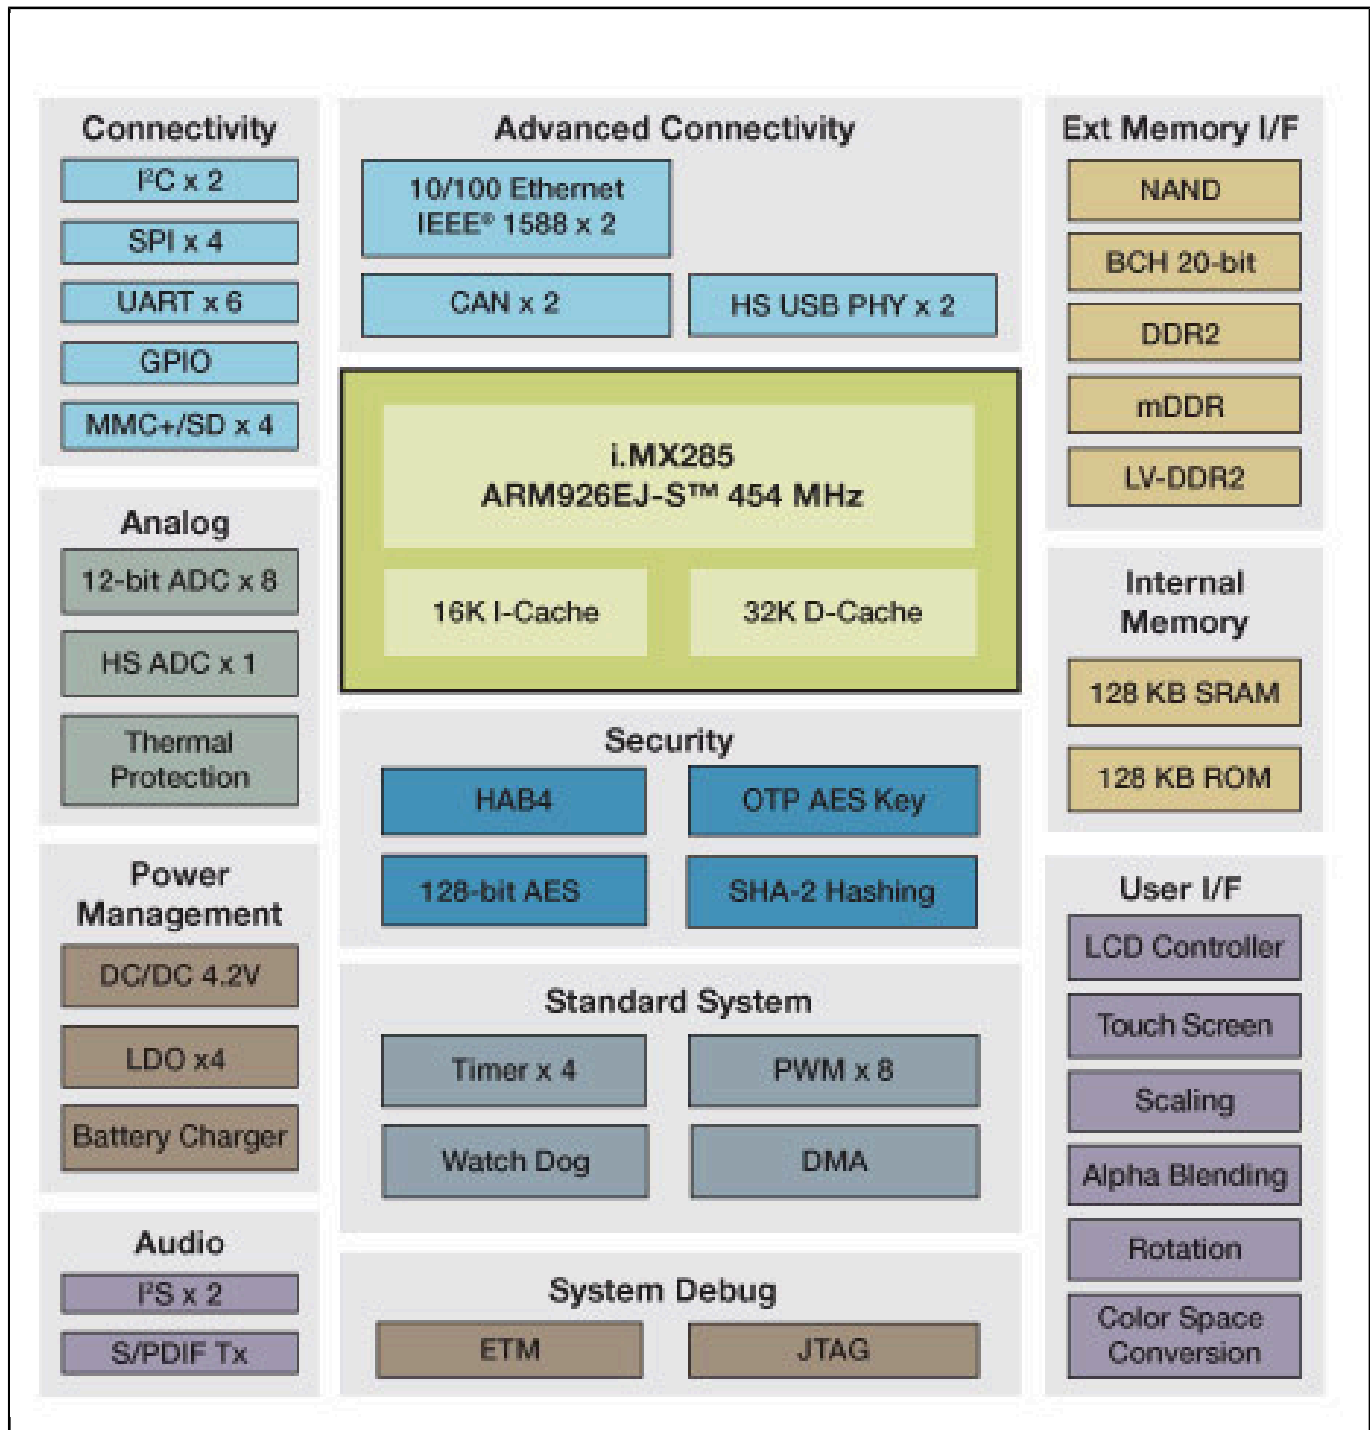 Connectivity
I²C x 2
SPI x 4
UART x 6
GPIO
MMC+/SD x 4
Analog
12-bit ADC x 8
HS ADC x 1
Thermal
Protection
Power
Management
DC/DC 4.2V
LDO x4
Battery Charger
Audio
I²S x 2
S/PDIF Tx
Advanced Connectivity
10/100 Ethernet
IEEE® 1588 x 2
CAN x 2
HS USB PHY x 2
i.MX285
ARM926EJ-S™ 454 MHz
16K I-Cache
32K D-Cache
Security
HAB4
OTP AES Key
128-bit AES
SHA-2 Hashing
Standard System
Timer x 4
PWM x 8
Watch Dog
DMA
System Debug
ETM
JTAG
Ext Memory I/F
NAND
BCH 20-bit
DDR2
mDDR
LV-DDR2
Internal
Memory
128 KB SRAM
128 KB ROM
User I/F
LCD Controller
Touch Screen
Scaling
Alpha Blending
Rotation
Color Space
Conversion